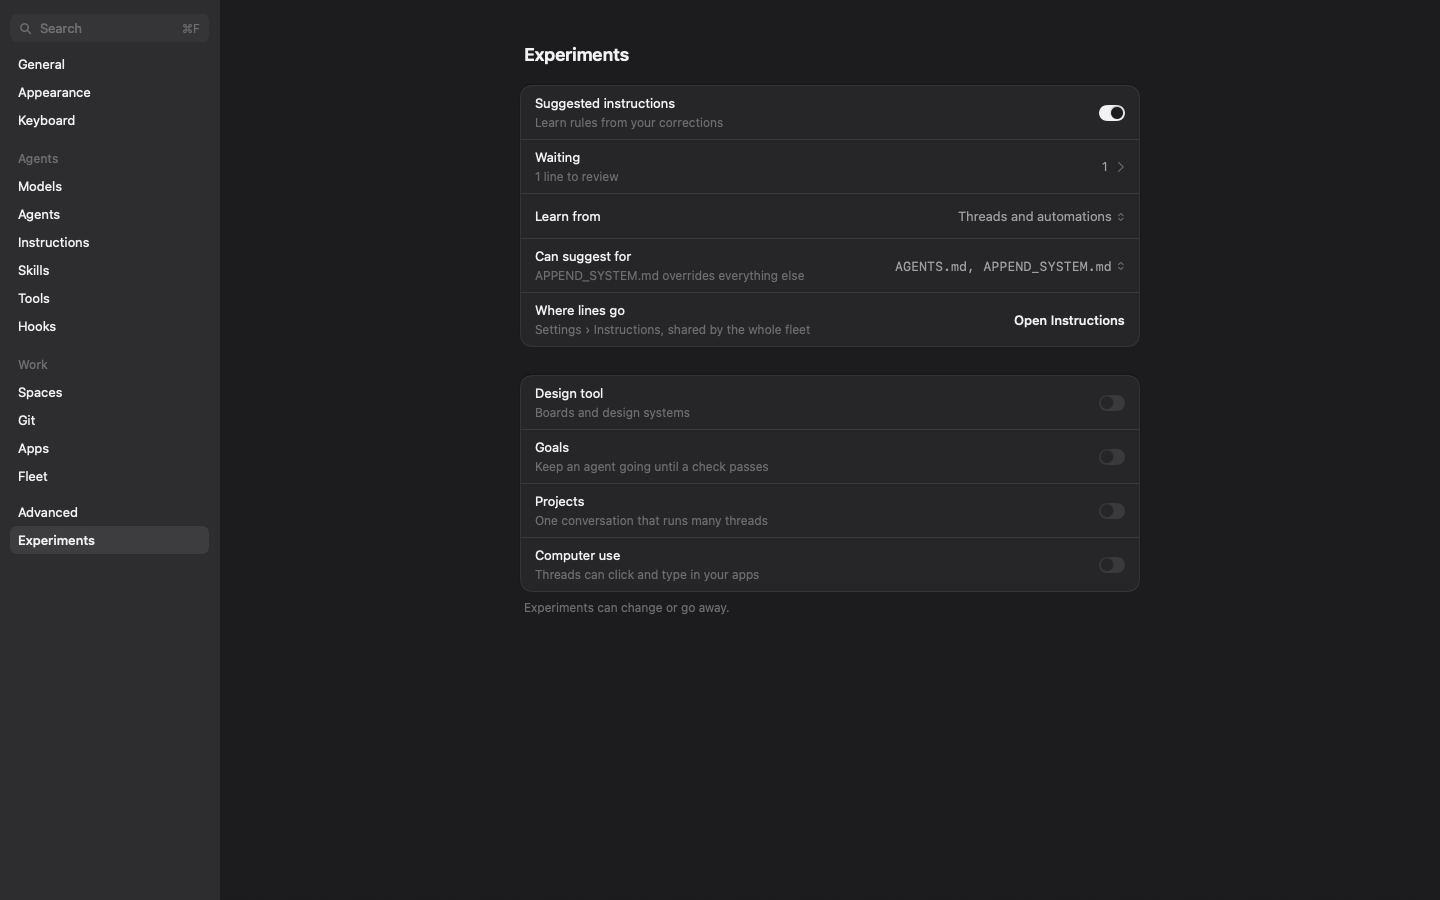 Search ⌘F
General
Appearance
Keyboard
Agents
Models
Agents
Instructions
Skills
Tools
Hooks
Work
Spaces
Git
Apps
Fleet
Advanced
Experiments
Experiments
Suggested instructions
Learn rules from your corrections
Waiting
1 line to review
1
Learn from
Threads and automations
Can suggest for
APPEND_SYSTEM.md overrides everything else
AGENTS.md, APPEND_SYSTEM.md
Where lines go
Settings › Instructions, shared by the whole fleet
Open Instructions
Design tool
Boards and design systems
Goals
Keep an agent going until a check passes
Projects
One conversation that runs many threads
Computer use
Threads can click and type in your apps
Experiments can change or go away.